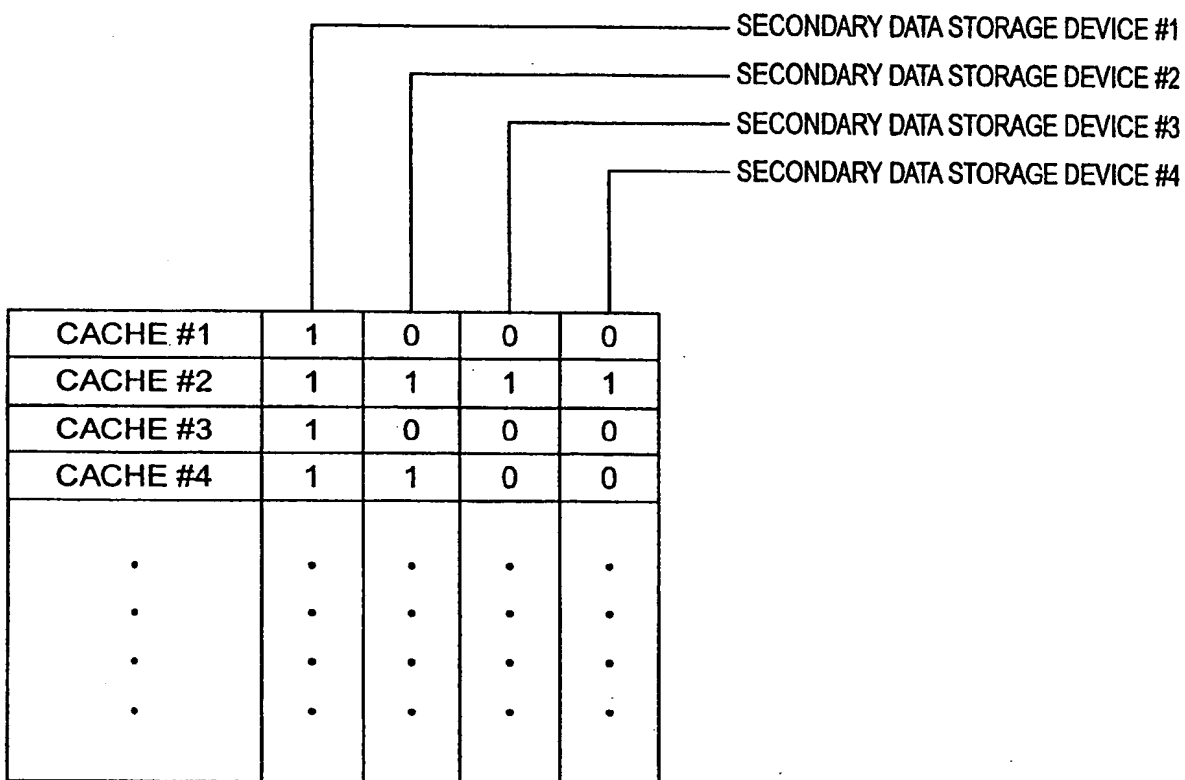 SECONDARY DATA STORAGE DEVICE #1
SECONDARY DATA STORAGE DEVICE #2
SECONDARY DATA STORAGE DEVICE #3
SECONDARY DATA STORAGE DEVICE #4
CACHE #1 1 0 0 0
CACHE #2 1 1 1 1
CACHE #3 1 0 0 0
CACHE #4 1 1 0 0